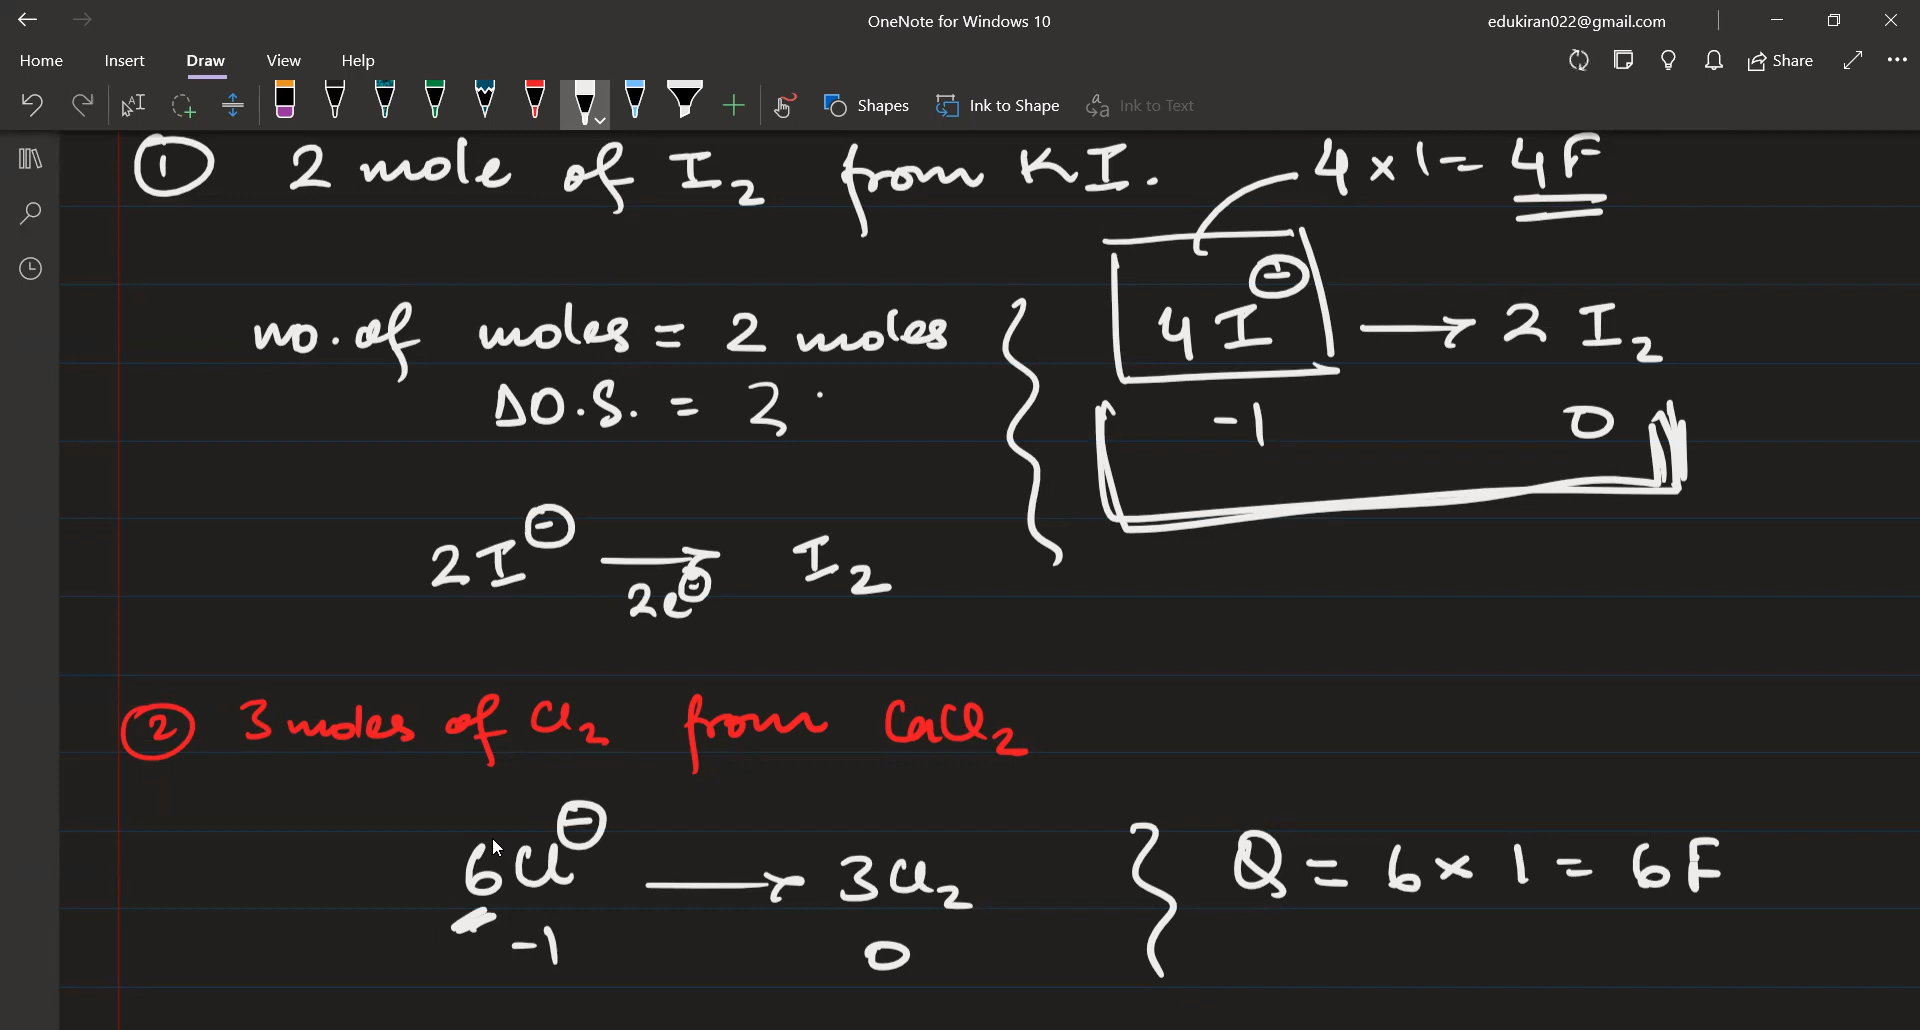 OneNote for Windows 10
edukiran022@gmail.com
Home Insert Draw View Help
Share
Shapes Ink to Shape Ink to Text
① 2 mole of I₂ from KI. 4 × 1 = 4F
no. of moles = 2 moles
ΔO.S. = 2
4I⊖ → 2 I₂
-1 0
2I⊖ → I₂
2e⊖
② 3 moles of Cl₂ from CaCl₂
6Cl⊖ → 3Cl₂
-1 0
Q = 6 × 1 = 6F